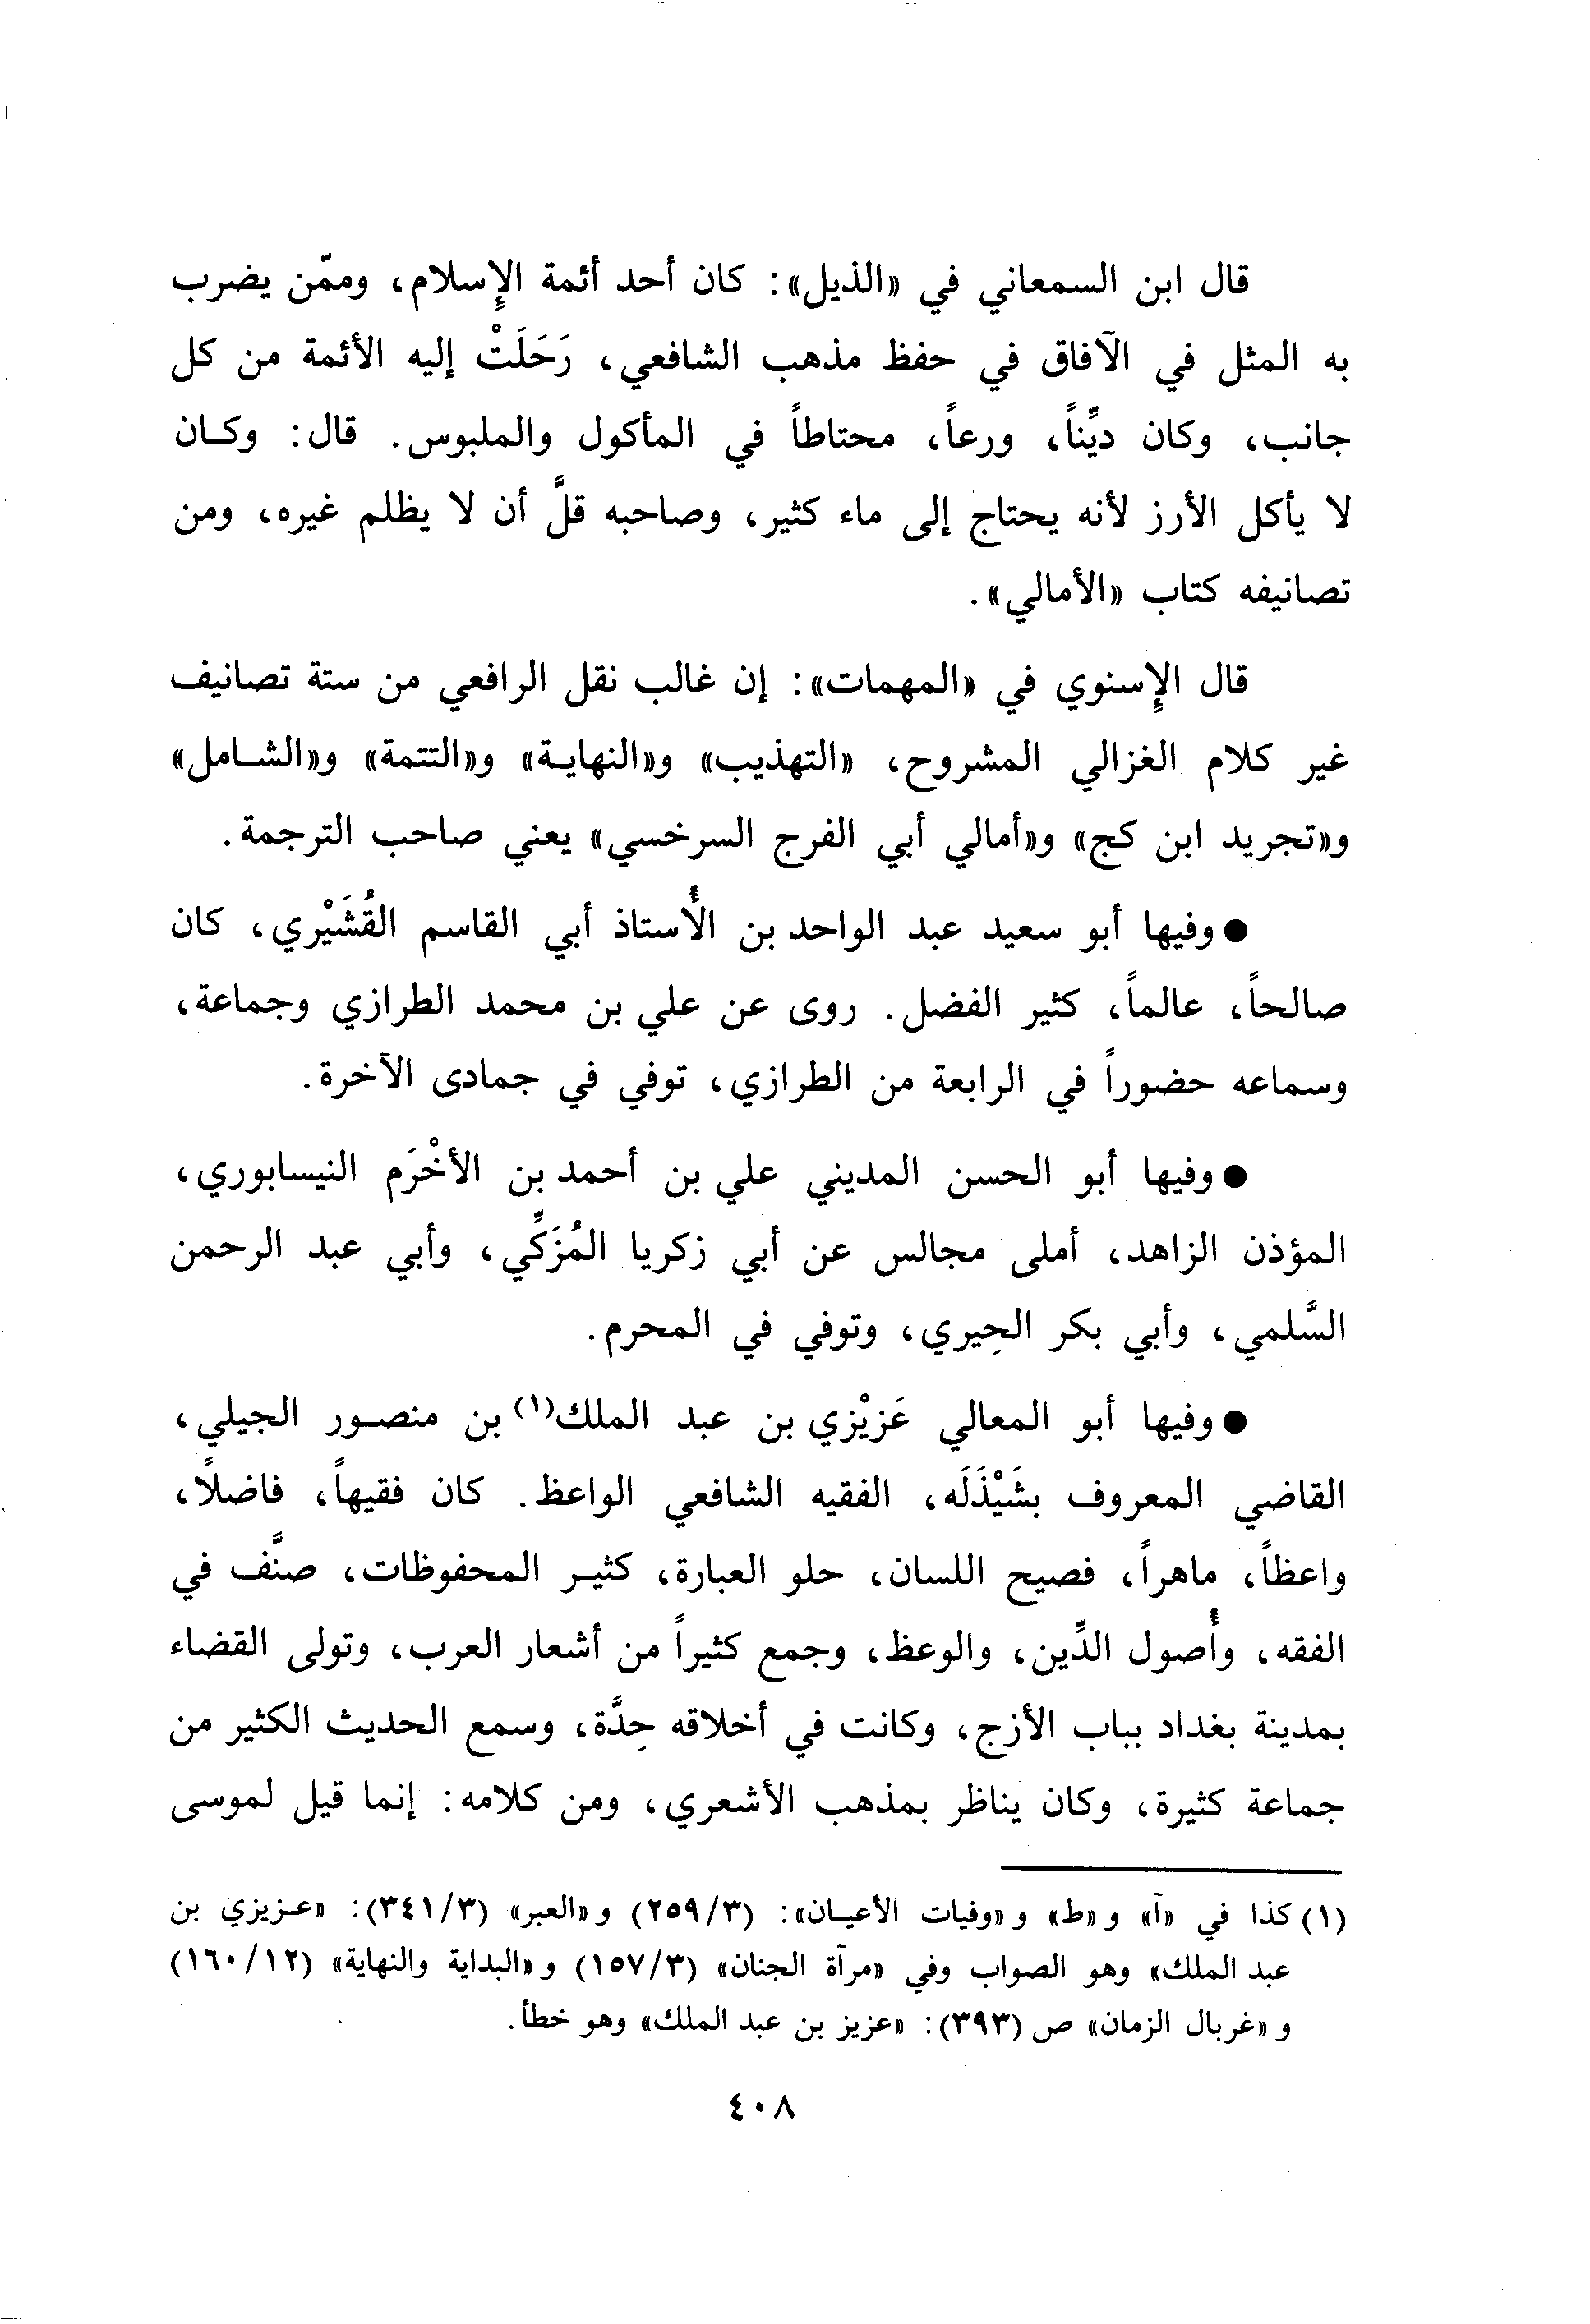 قال ابن السمعاني في «الذيل»: كان أحد أئمة الإسلام، وممّن يضرب
به المثل في الآفاق في حفظ مذهب الشافعي، رَحَلَتْ إليه الأئمة من كل
جانب، وكان ديِّناً، ورعاً، محتاطاً في المأكول والملبوس. قال: وكـان
لا يأكل الأرز لأنه يحتاج إلى ماء كثير، وصاحبه قلَّ أن لا يظلم غيره، ومن
تصانيفه كتاب «الأمالي».
قال الإسنوي في «المهمات»: إن غالب نقل الرافعي من ستة تصانيف
غير كلام الغزالي المشروح، «التهذيب» و«النهايـة» و«التتمة» و«الشـامل»
و«تجريد ابن كج» و«أمالي أبي الفرج السرخسي» يعني صاحب الترجمة.
● وفيها أبو سعيد عبد الواحد بن الأُستاذ أبي القاسم القُشَيْري، كان
صالحاً، عالماً، كثير الفضل. روى عن علي بن محمد الطرازي وجماعة،
وسماعه حضوراً في الرابعة من الطرازي، توفي في جمادى الآخرة.
● وفيها أبو الحسن المديني علي بن أحمد بن الأخْرَم النيسابوري،
المؤذن الزاهد، أملى مجالس عن أبي زكريا المُزَكِّي، وأبي عبد الرحمن
السَّلمي، وأبي بكر الحِيري، وتوفي في المحرم.
● وفيها أبو المعالي عَزيْزي بن عبد الملك(١) بن منصـور الجيلي،
القاضي المعروف بشَيْذَلَه، الفقيه الشافعي الواعظ. كان فقيهاً، فاضلاً،
واعظاً، ماهراً، فصيح اللسان، حلو العبارة، كثيـر المحفوظات، صنَّف في
الفقه، وأُصول الدِّين، والوعظ، وجمع كثيراً من أشعار العرب، وتولى القضاء
بمدينة بغداد بباب الأزج، وكانت في أخلاقه حِدَّة، وسمع الحديث الكثير من
جماعة كثيرة، وكان يناظر بمذهب الأشعري، ومن كلامه: إنما قيل لموسى
(١) كذا في «آ» و«ط» و«وفيات الأعيـان»: (٣/٢٥٩) و«العبر» (٣/٣٤١): «عـزيزي بن
عبد الملك» وهو الصواب وفي «مرآة الجنان» (٣/١٥٧) و«البداية والنهاية» (١٢/١٦٠)
و«غربال الزمان» ص (٣٩٣): «عزيز بن عبد الملك» وهو خطأ.
٤٠٨